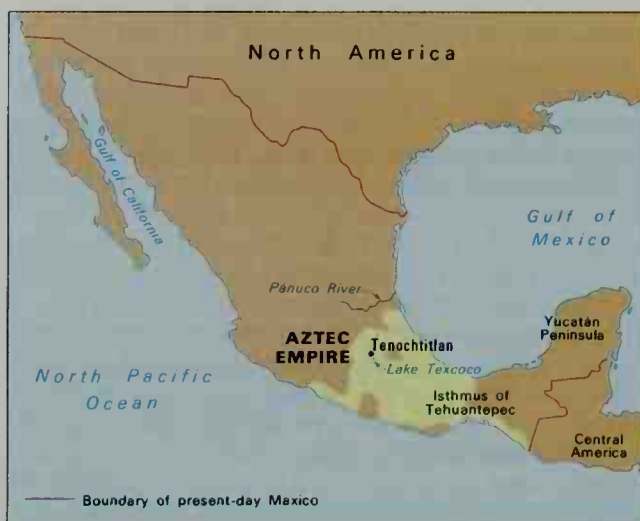 North America
Gulf of California
Gulf of
Mexico
Pánuco River
AZTEC
EMPIRE
Tenochtitlan
Lake Texcoco
Yucatán
Peninsula
North Pacific
Ocean
Isthmus of
Tehuantepec
Central
America
Boundary of present-day Maxico